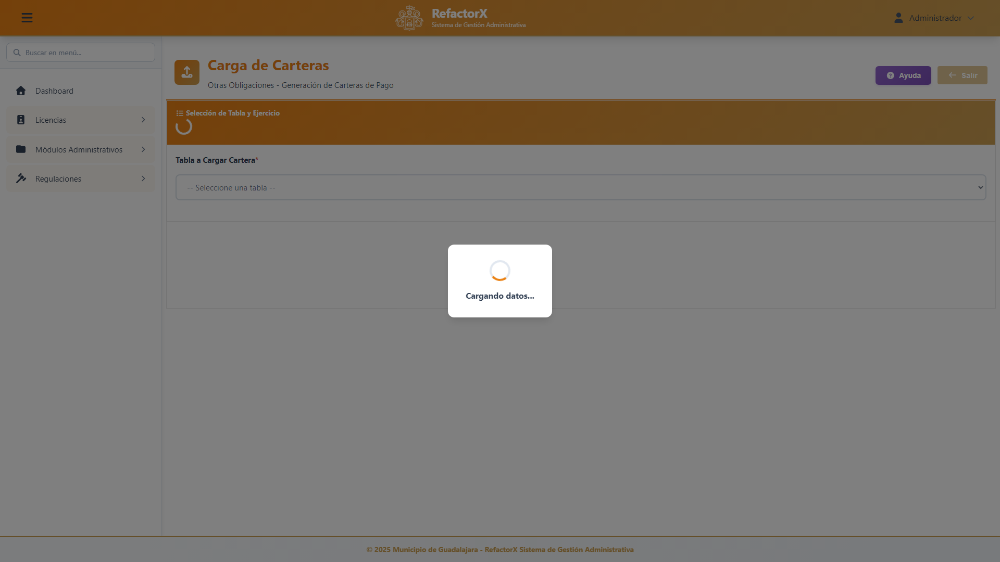 RefactorX
Sistema de Gestión Administrativa
Administrador
Buscar en menú...
Dashboard
Licencias
Módulos Administrativos
Regulaciones
Carga de Carteras
Otras Obligaciones - Generación de Carteras de Pago
Ayuda
Salir
Selección de Tabla y Ejercicio
Tabla a Cargar Cartera*
-- Seleccione una tabla --
Cargando datos...
© 2025 Municipio de Guadalajara - RefactorX Sistema de Gestión Administrativa